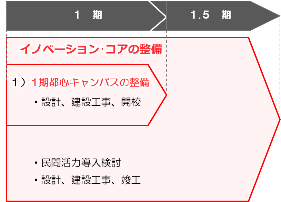 1 期
1.5 期
イノベーション・コアの整備
1）1期都心キャンパスの整備
・設計、建設工事、開校
・民間活力導入検討
・設計、建設工事、竣工